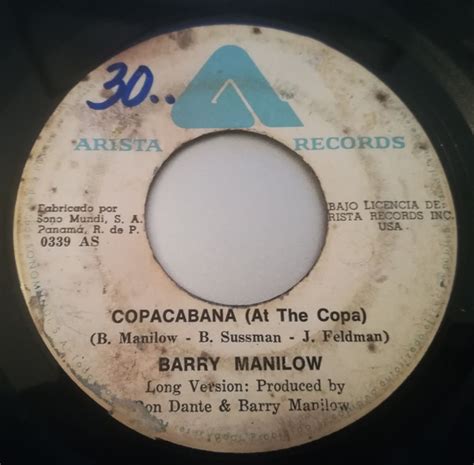 30..
ARISTA RECORDS
Fabricado por
Sono Mundi, S. A.
Panamá, R. de P.
0339 AS
BAJO LICENCIA DE:
ARISTA RECORDS INC.
USA.
COPACABANA (At The Copa)
(B. Manilow - B. Sussman - J. Feldman)
BARRY MANILOW
Long Version: Produced by
Ron Dante & Barry Manilow